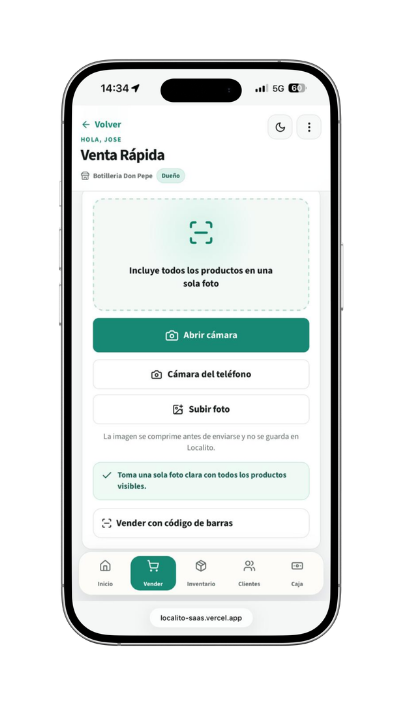 14:34
5G
60
Volver
HOLA, JOSE
Venta Rápida
Botillería Don Pepe
Dueño
Incluye todos los productos en una
sola foto
Abrir cámara
Cámara del teléfono
Subir foto
La imagen se comprime antes de enviarse y no se guarda en
Localito.
Toma una sola foto clara con todos los productos
visibles.
Vender con código de barras
Inicio
Vender
Inventario
Clientes
Caja
localito-saas.vercel.app